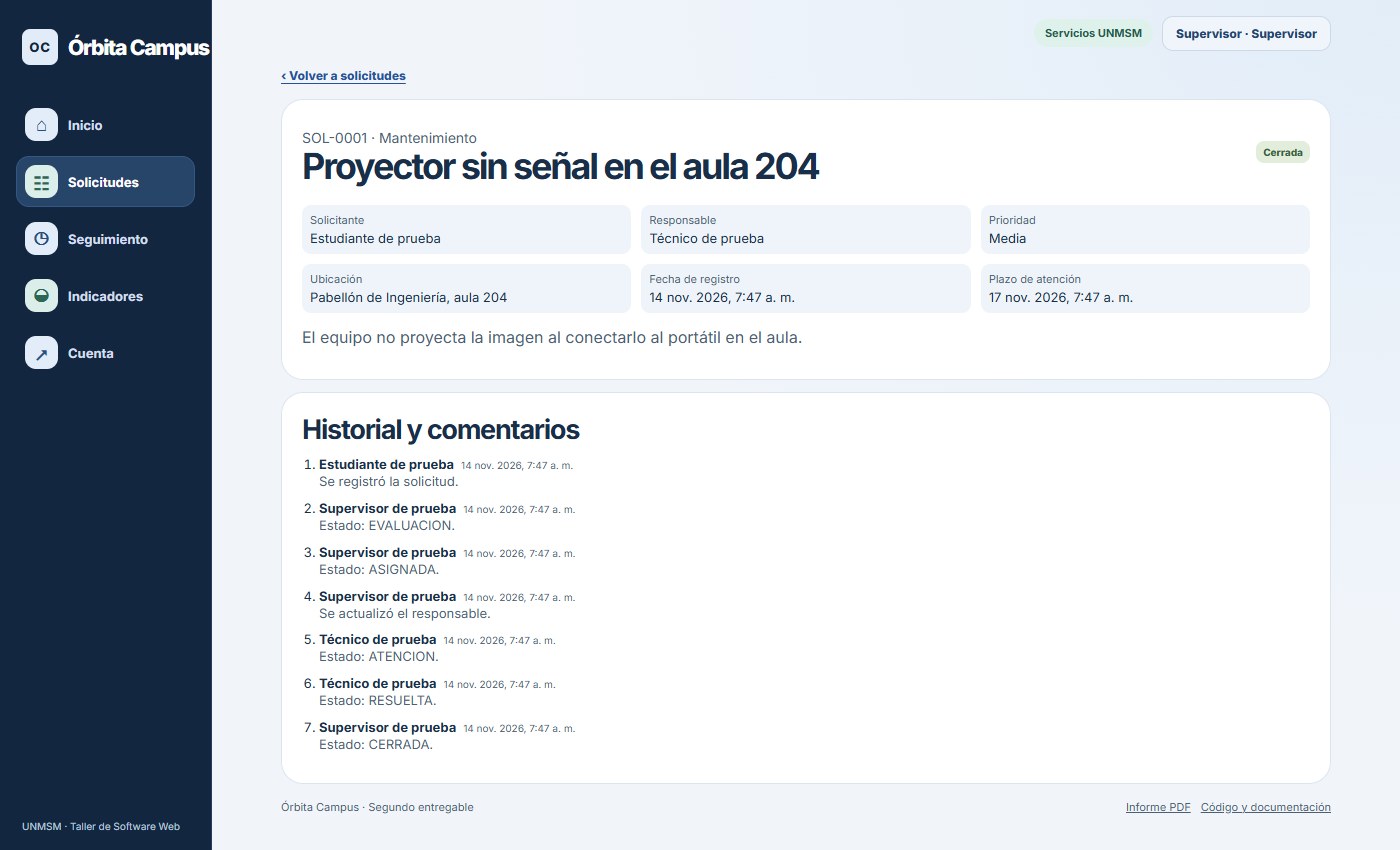 OC Órbita Campus
Inicio
Solicitudes
Seguimiento
Indicadores
Cuenta
UNMSM · Taller de Software Web
Servicios UNMSM
Supervisor · Supervisor
‹ Volver a solicitudes
SOL-0001 · Mantenimiento
Proyector sin señal en el aula 204
Cerrada
Solicitante
Estudiante de prueba
Responsable
Técnico de prueba
Prioridad
Media
Ubicación
Pabellón de Ingeniería, aula 204
Fecha de registro
14 nov. 2026, 7:47 a. m.
Plazo de atención
17 nov. 2026, 7:47 a. m.
El equipo no proyecta la imagen al conectarlo al portátil en el aula.
Historial y comentarios
1. Estudiante de prueba 14 nov. 2026, 7:47 a. m.
Se registró la solicitud.
2. Supervisor de prueba 14 nov. 2026, 7:47 a. m.
Estado: EVALUACION.
3. Supervisor de prueba 14 nov. 2026, 7:47 a. m.
Estado: ASIGNADA.
4. Supervisor de prueba 14 nov. 2026, 7:47 a. m.
Se actualizó el responsable.
5. Técnico de prueba 14 nov. 2026, 7:47 a. m.
Estado: ATENCION.
6. Técnico de prueba 14 nov. 2026, 7:47 a. m.
Estado: RESUELTA.
7. Supervisor de prueba 14 nov. 2026, 7:47 a. m.
Estado: CERRADA.
Órbita Campus · Segundo entregable
Informe PDF Código y documentación